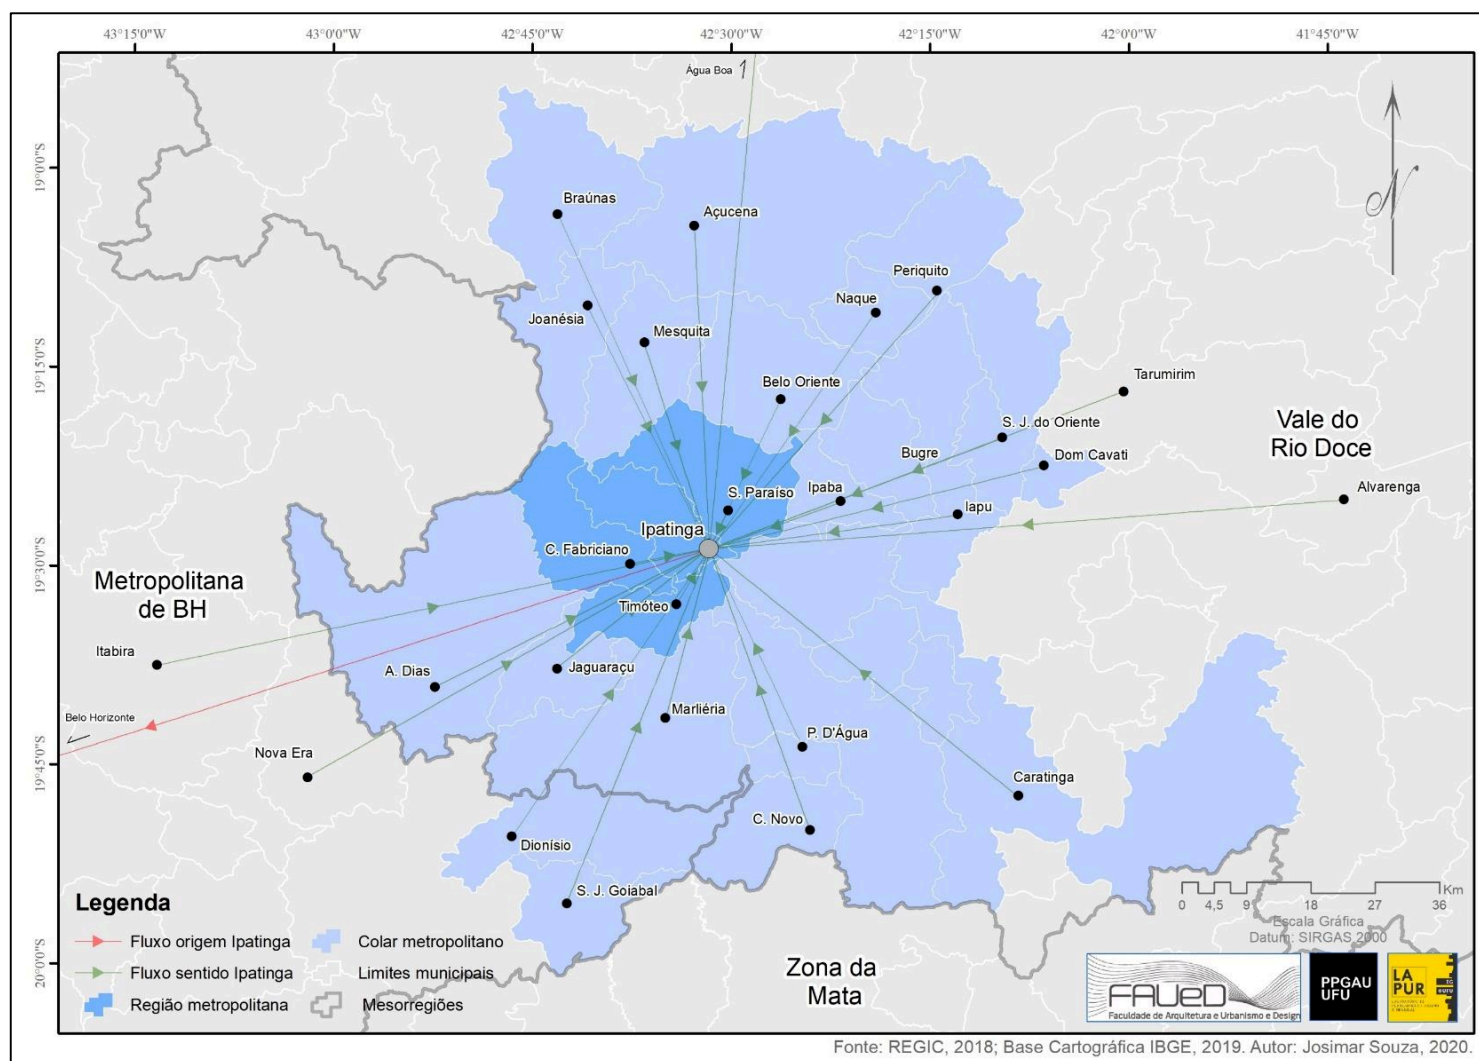 43°15'0"W 43°0'0"W 42°45'0"W 42°30'0"W 42°15'0"W 42°0'0"W 41°45'0"W
Água Boa
N
19°0'0"S
Braúnas
Açucena
Periquito
Naque
Joanésia
Mesquita
19°15'0"S
Belo Oriente
Tarumirim
S. J. do Oriente
Vale do
Rio Doce
Bugre
Dom Cavati
Ipaba
S. Paraíso
Alvarenga
Iapu
Ipatinga
C. Fabriciano
19°30'0"S
Metropolitana
de BH
Timóteo
Itabira
A. Dias
Jaguaraçu
Belo Horizonte
Marliéria
P. D'Água
Nova Era
19°45'0"S
Caratinga
C. Novo
Dionísio
S. J. Goiabal
Legenda
Fluxo origem Ipatinga
Colar metropolitano
Fluxo sentido Ipatinga
Limites municipais
Região metropolitana
Mesorregiões
20°0'0"S
Zona da
Mata
Km
0 4,5 9 18 27 36
Escala Gráfica
Datum: SIRGAS 2000
FAUeD
Faculdade de Arquitetura e Urbanismo e Design
PPGAU
UFU
LA
PUR
Fonte: REGIC, 2018; Base Cartográfica IBGE, 2019. Autor: Josimar Souza, 2020.